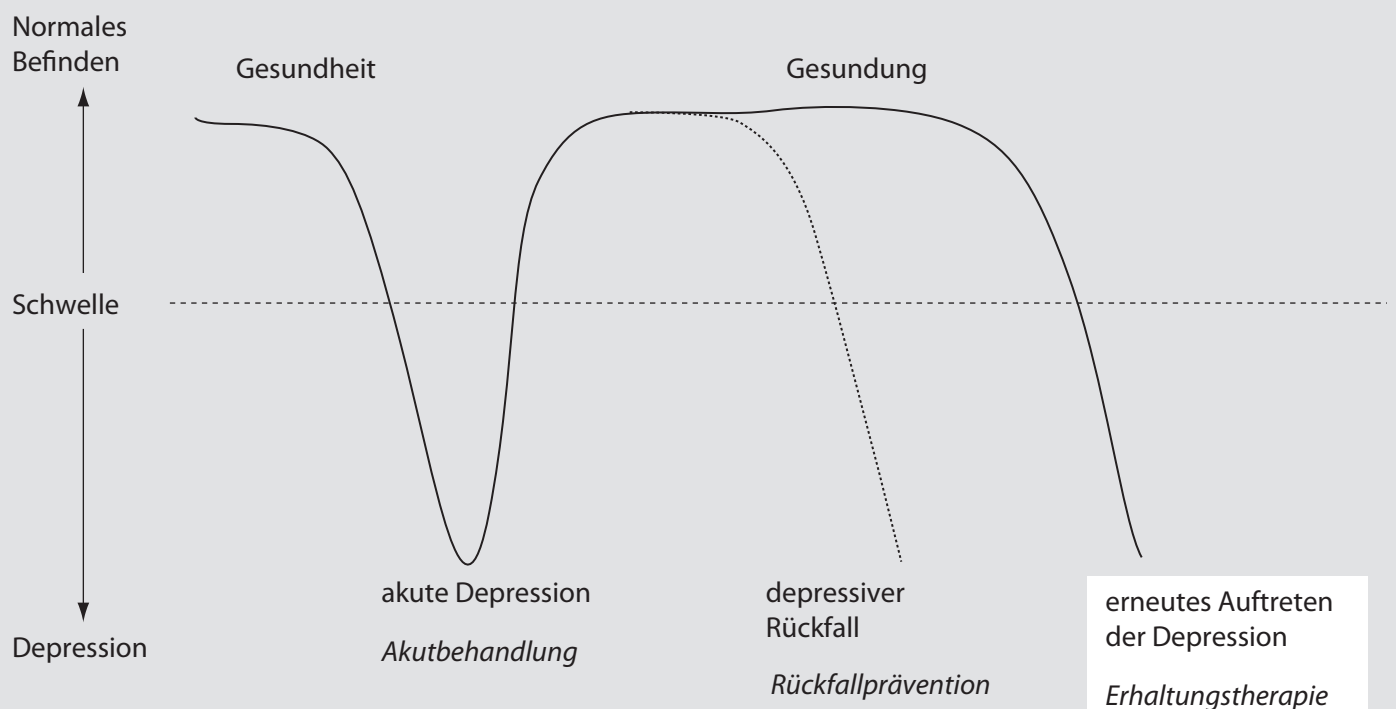 Normales
Befinden
Gesundheit
Gesundung
Schwelle
Depression
akute Depression
Akutbehandlung
depressiver
Rückfall
Rückfallprävention
erneutes Auftreten
der Depression
Erhaltungstherapie